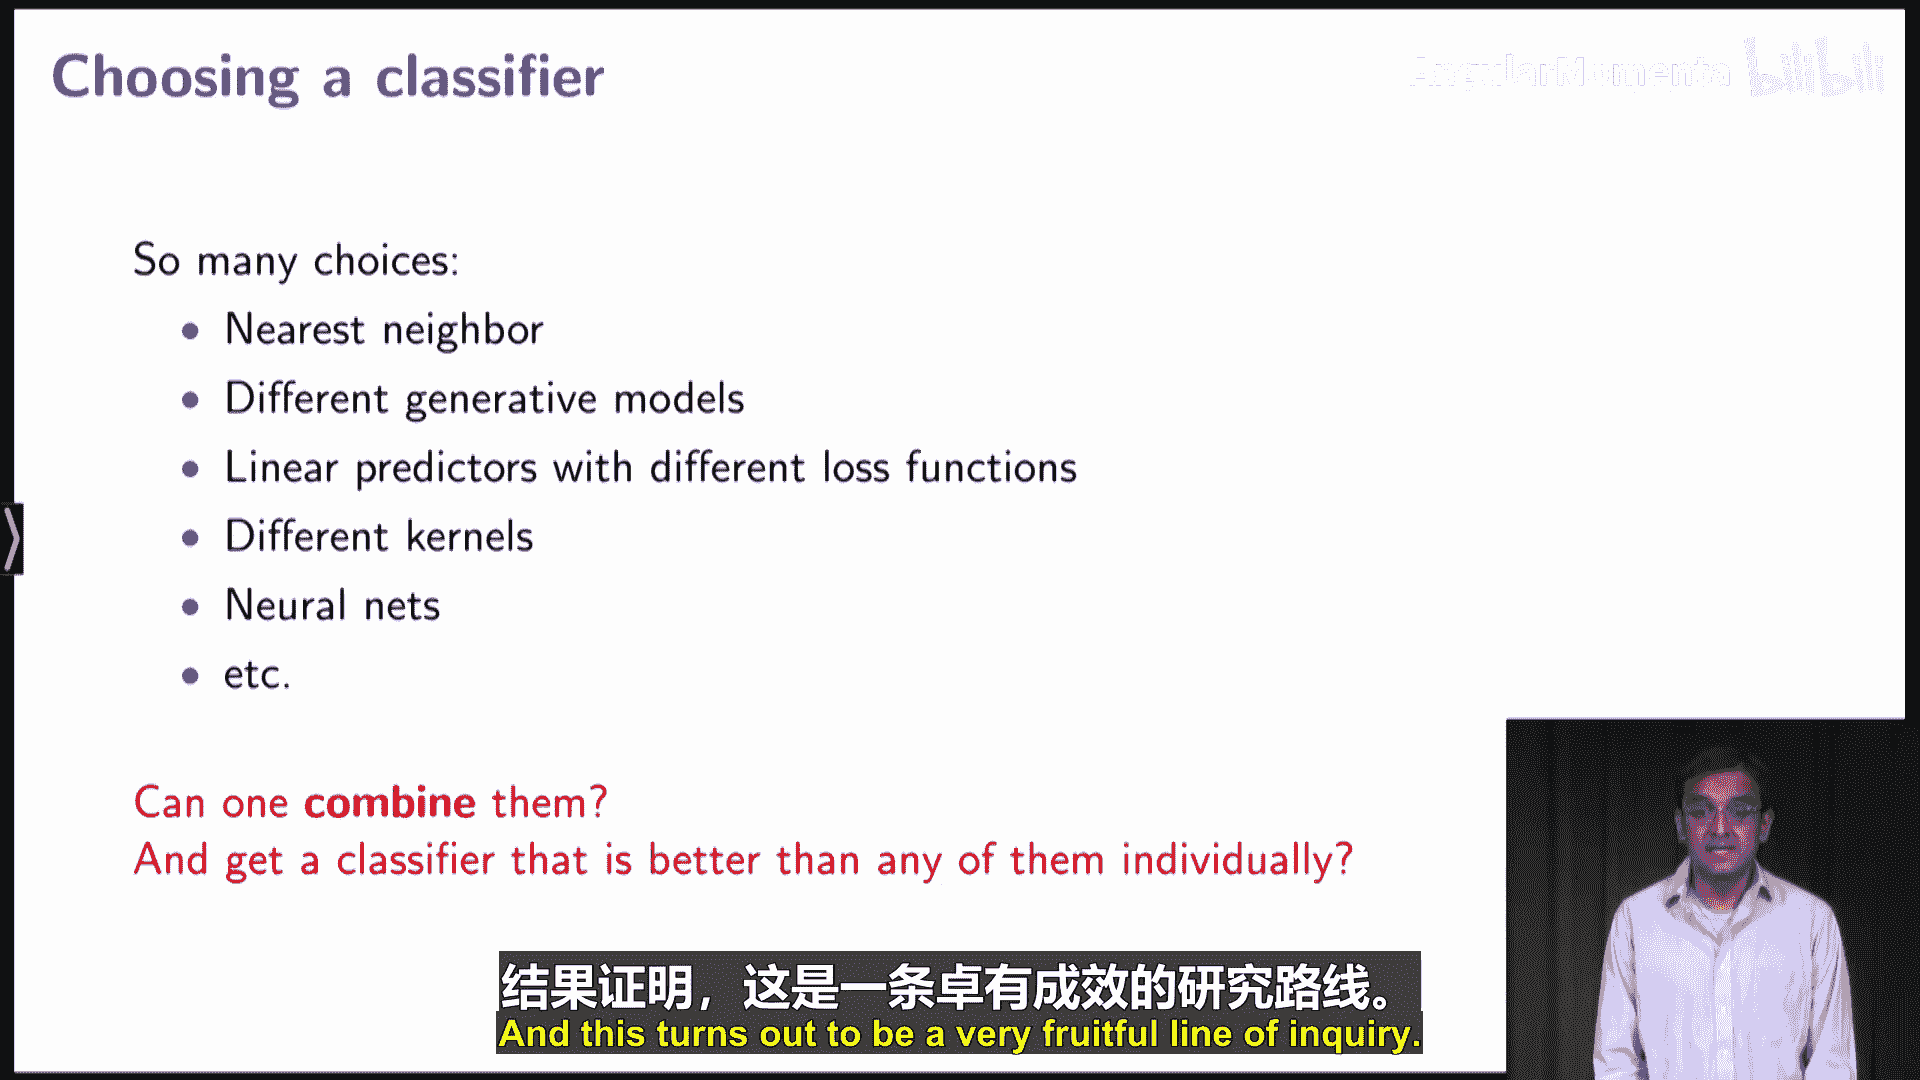 Choosing a classifier
AngularMomenta bilibili
So many choices:
• Nearest neighbor
• Different generative models
• Linear predictors with different loss functions
• Different kernels
• Neural nets
• etc.
Can one combine them?
And get a classifier that is better than any of them individually?
结果证明，这是一条卓有成效的研究路线。
And this turns out to be a very fruitful line of inquiry.